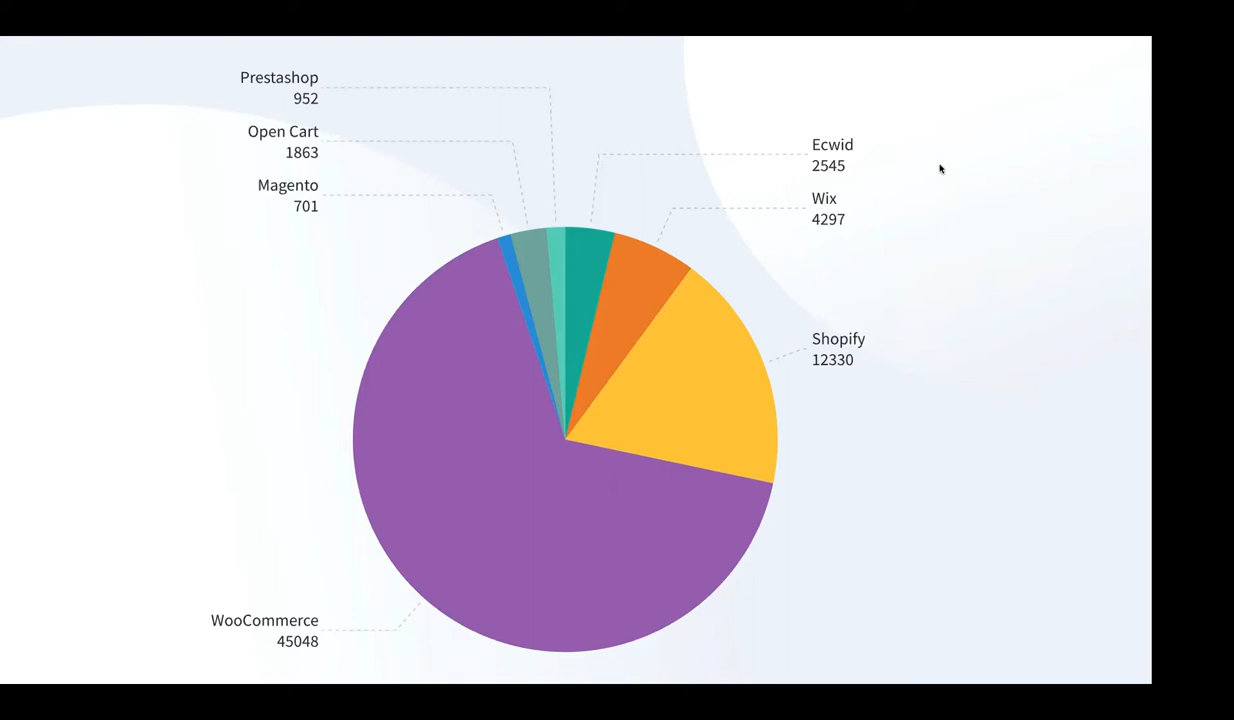 Prestashop
952
Open Cart
1863
Magento
701
Ecwid
2545
Wix
4297
Shopify
12330
WooCommerce
45048